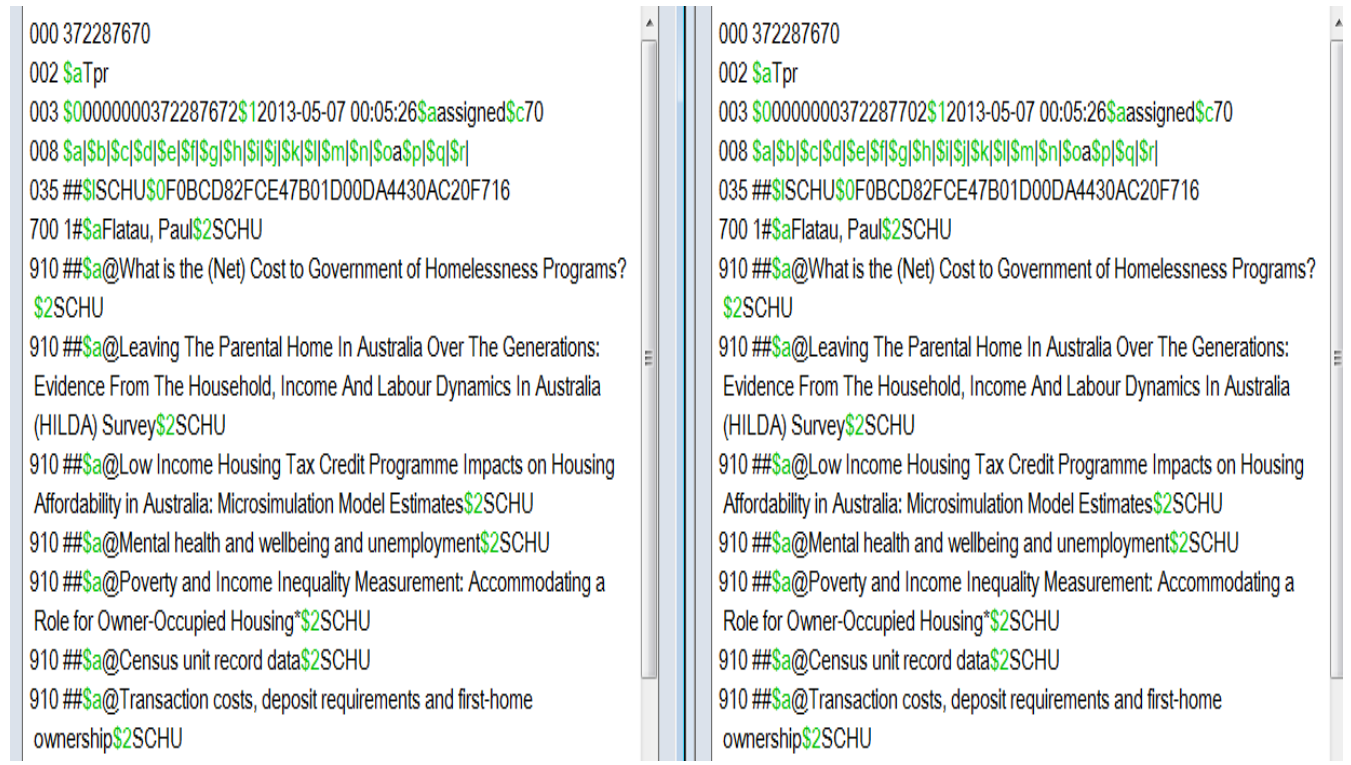 000 372287670
002 $aTpr
003 $00000000372287672$12013-05-07 00:05:26$aassigned$c70
008 $a|$b|$c|$d|$e|$f|$g|$h|$i|$j|$k|$l|$m|$n|$oa$p|$q|$r|
035 ##$lSCHU$0F0BCD82FCE47B01D00DA4430AC20F716
700 1#$aFlatau, Paul$2SCHU
910 ##$a@What is the (Net) Cost to Government of Homelessness Programs?
$2SCHU
910 ##$a@Leaving The Parental Home In Australia Over The Generations:
Evidence From The Household, Income And Labour Dynamics In Australia
(HILDA) Survey$2SCHU
910 ##$a@Low Income Housing Tax Credit Programme Impacts on Housing
Affordability in Australia: Microsimulation Model Estimates$2SCHU
910 ##$a@Mental health and wellbeing and unemployment$2SCHU
910 ##$a@Poverty and Income Inequality Measurement: Accommodating a
Role for Owner-Occupied Housing*$2SCHU
910 ##$a@Census unit record data$2SCHU
910 ##$a@Transaction costs, deposit requirements and first-home
ownership$2SCHU
000 372287670
002 $aTpr
003 $00000000372287702$12013-05-07 00:05:26$aassigned$c70
008 $a|$b|$c|$d|$e|$f|$g|$h|$i|$j|$k|$l|$m|$n|$oa$p|$q|$r|
035 ##$lSCHU$0F0BCD82FCE47B01D00DA4430AC20F716
700 1#$aFlatau, Paul$2SCHU
910 ##$a@What is the (Net) Cost to Government of Homelessness Programs?
$2SCHU
910 ##$a@Leaving The Parental Home In Australia Over The Generations:
Evidence From The Household, Income And Labour Dynamics In Australia
(HILDA) Survey$2SCHU
910 ##$a@Low Income Housing Tax Credit Programme Impacts on Housing
Affordability in Australia: Microsimulation Model Estimates$2SCHU
910 ##$a@Mental health and wellbeing and unemployment$2SCHU
910 ##$a@Poverty and Income Inequality Measurement: Accommodating a
Role for Owner-Occupied Housing*$2SCHU
910 ##$a@Census unit record data$2SCHU
910 ##$a@Transaction costs, deposit requirements and first-home
ownership$2SCHU